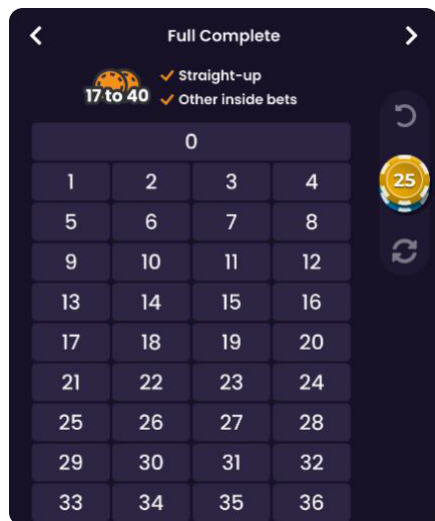 Full Complete
17 to 40
Straight-up
Other inside bets
25
0
1 2 3 4
5 6 7 8
9 10 11 12
13 14 15 16
17 18 19 20
21 22 23 24
25 26 27 28
29 30 31 32
33 34 35 36